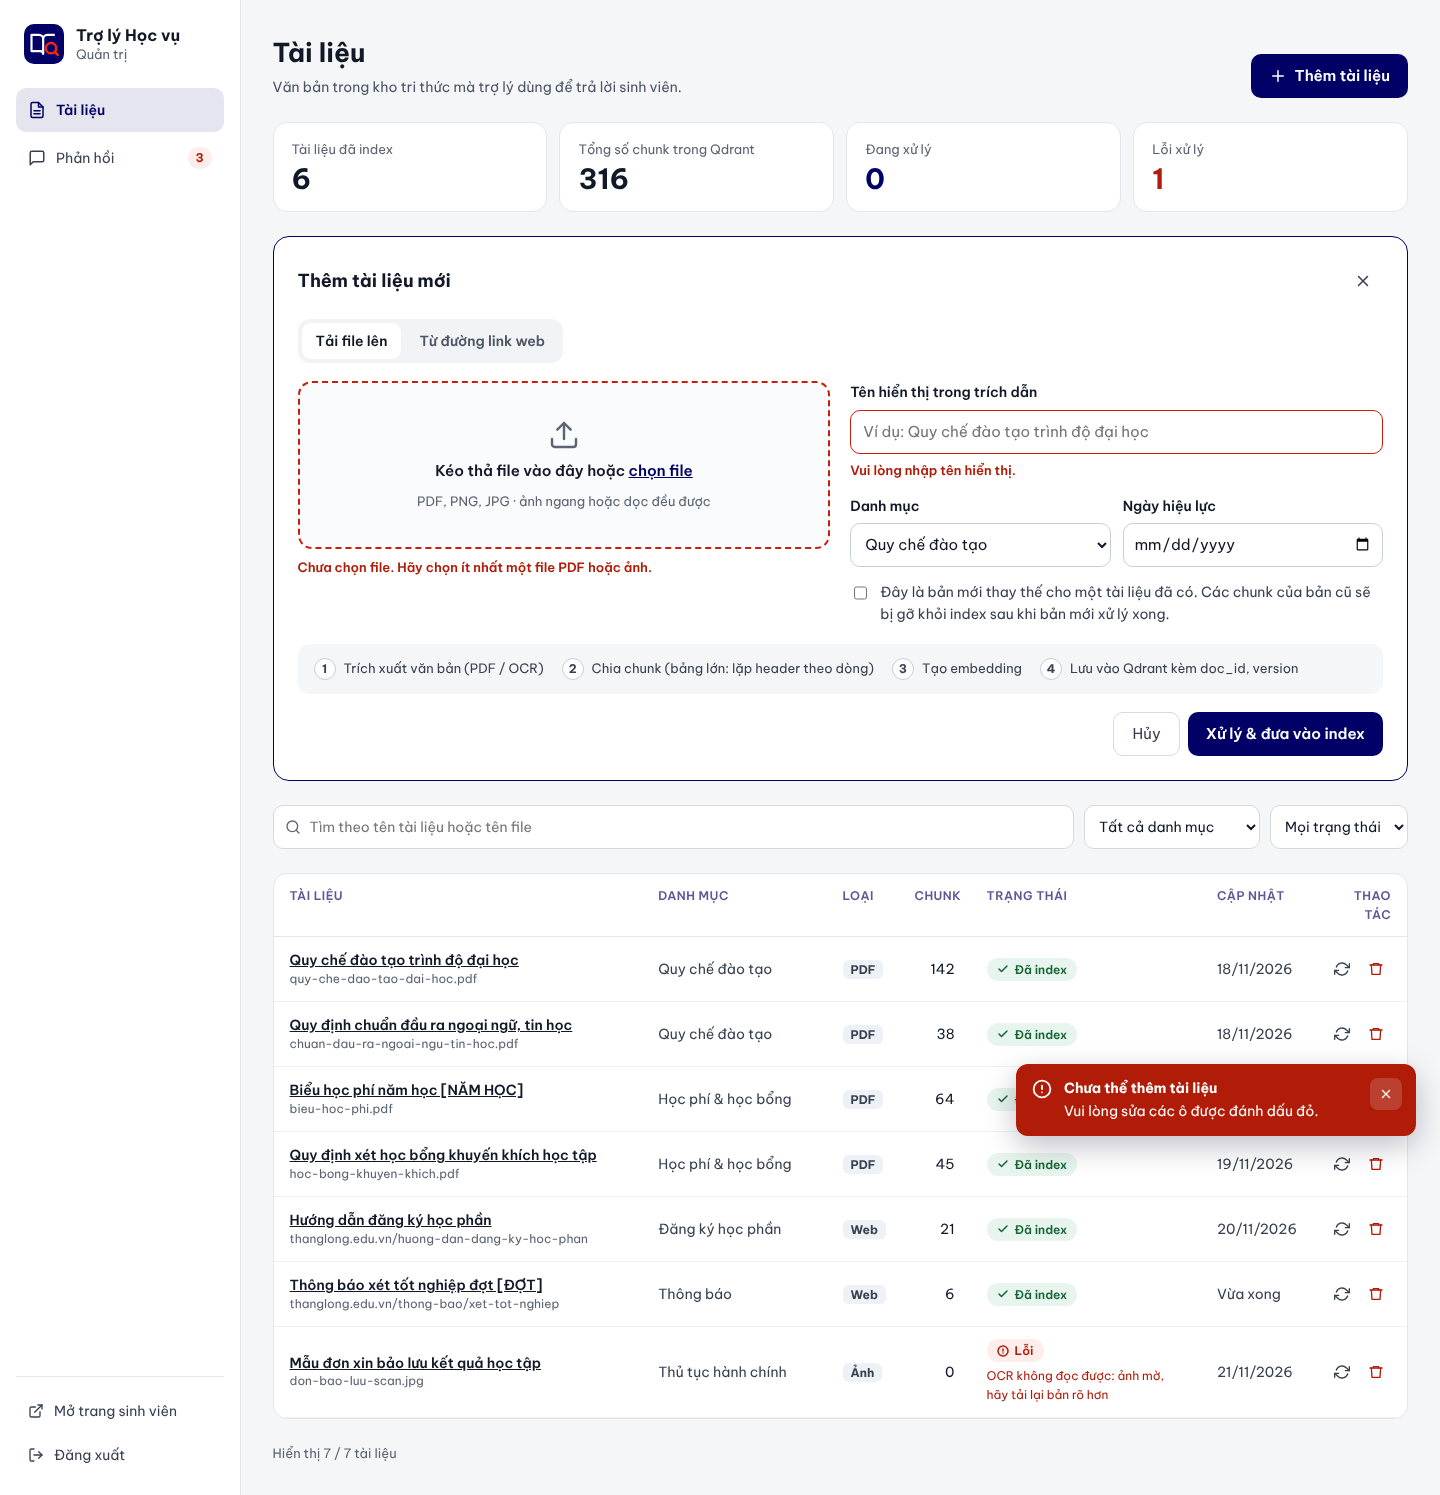 Trợ lý Học vụ
Quản trị
Tài liệu
Phản hồi
3
Mở trang sinh viên
Đăng xuất
Tài liệu
Văn bản trong kho tri thức mà trợ lý dùng để trả lời sinh viên.
Thêm tài liệu
Tài liệu đã index
6
Tổng số chunk trong Qdrant
316
Đang xử lý
0
Lỗi xử lý
1
Thêm tài liệu mới
Tải file lên
Từ đường link web
Kéo thả file vào đây hoặc chọn file
PDF, PNG, JPG · ảnh ngang hoặc dọc đều được
Chưa chọn file. Hãy chọn ít nhất một file PDF hoặc ảnh.
Tên hiển thị trong trích dẫn
Ví dụ: Quy chế đào tạo trình độ đại học
Vui lòng nhập tên hiển thị.
Danh mục
Ngày hiệu lực
Quy chế đào tạo
mm/dd/yyyy
Đây là bản mới thay thế cho một tài liệu đã có. Các chunk của bản cũ sẽ
bị gỡ khỏi index sau khi bản mới xử lý xong.
1 Trích xuất văn bản (PDF / OCR)
2 Chia chunk (bảng lớn: lặp header theo dòng)
3 Tạo embedding
4 Lưu vào Qdrant kèm doc_id, version
Hủy
Xử lý & đưa vào index
Tìm theo tên tài liệu hoặc tên file
Tất cả danh mục
Mọi trạng thái
TÀI LIỆU DANH MỤC LOẠI CHUNK TRẠNG THÁI CẬP NHẬT THAO
TÁC
Quy chế đào tạo trình độ đại học
quy-che-dao-tao-dai-hoc.pdf
Quy chế đào tạo PDF 142 Đã index 18/11/2026
Quy định chuẩn đầu ra ngoại ngữ, tin học
chuan-dau-ra-ngoai-ngu-tin-hoc.pdf
Quy chế đào tạo PDF 38 Đã index 18/11/2026
Biểu học phí năm học [NĂM HỌC]
bieu-hoc-phi.pdf
Học phí & học bổng PDF 64
Chưa thể thêm tài liệu
Vui lòng sửa các ô được đánh dấu đỏ.
Quy định xét học bổng khuyến khích học tập
hoc-bong-khuyen-khich.pdf
Học phí & học bổng PDF 45 Đã index 19/11/2026
Hướng dẫn đăng ký học phần
thanglong.edu.vn/huong-dan-dang-ky-hoc-phan
Đăng ký học phần Web 21 Đã index 20/11/2026
Thông báo xét tốt nghiệp đợt [ĐỢT]
thanglong.edu.vn/thong-bao/xet-tot-nghiep
Thông báo Web 6 Đã index Vừa xong
Mẫu đơn xin bảo lưu kết quả học tập
don-bao-luu-scan.jpg
Thủ tục hành chính Ảnh 0 Lỗi
OCR không đọc được: ảnh mờ,
hãy tải lại bản rõ hơn
21/11/2026
Hiển thị 7 / 7 tài liệu